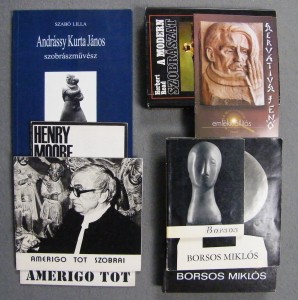 SZABÓ LILLA
Andrássy Kurta János
szobrászművész
HENRY
MOORE
AMERIGO TOT SZOBRAI
AMERIGO TOT
Herbert Read
A MODERN
SZOBRÁSZAT
SZERVÁTIUSZ JENŐ
Borsos
BORSOS MIKLÓS
BORSOS MIKLÓS